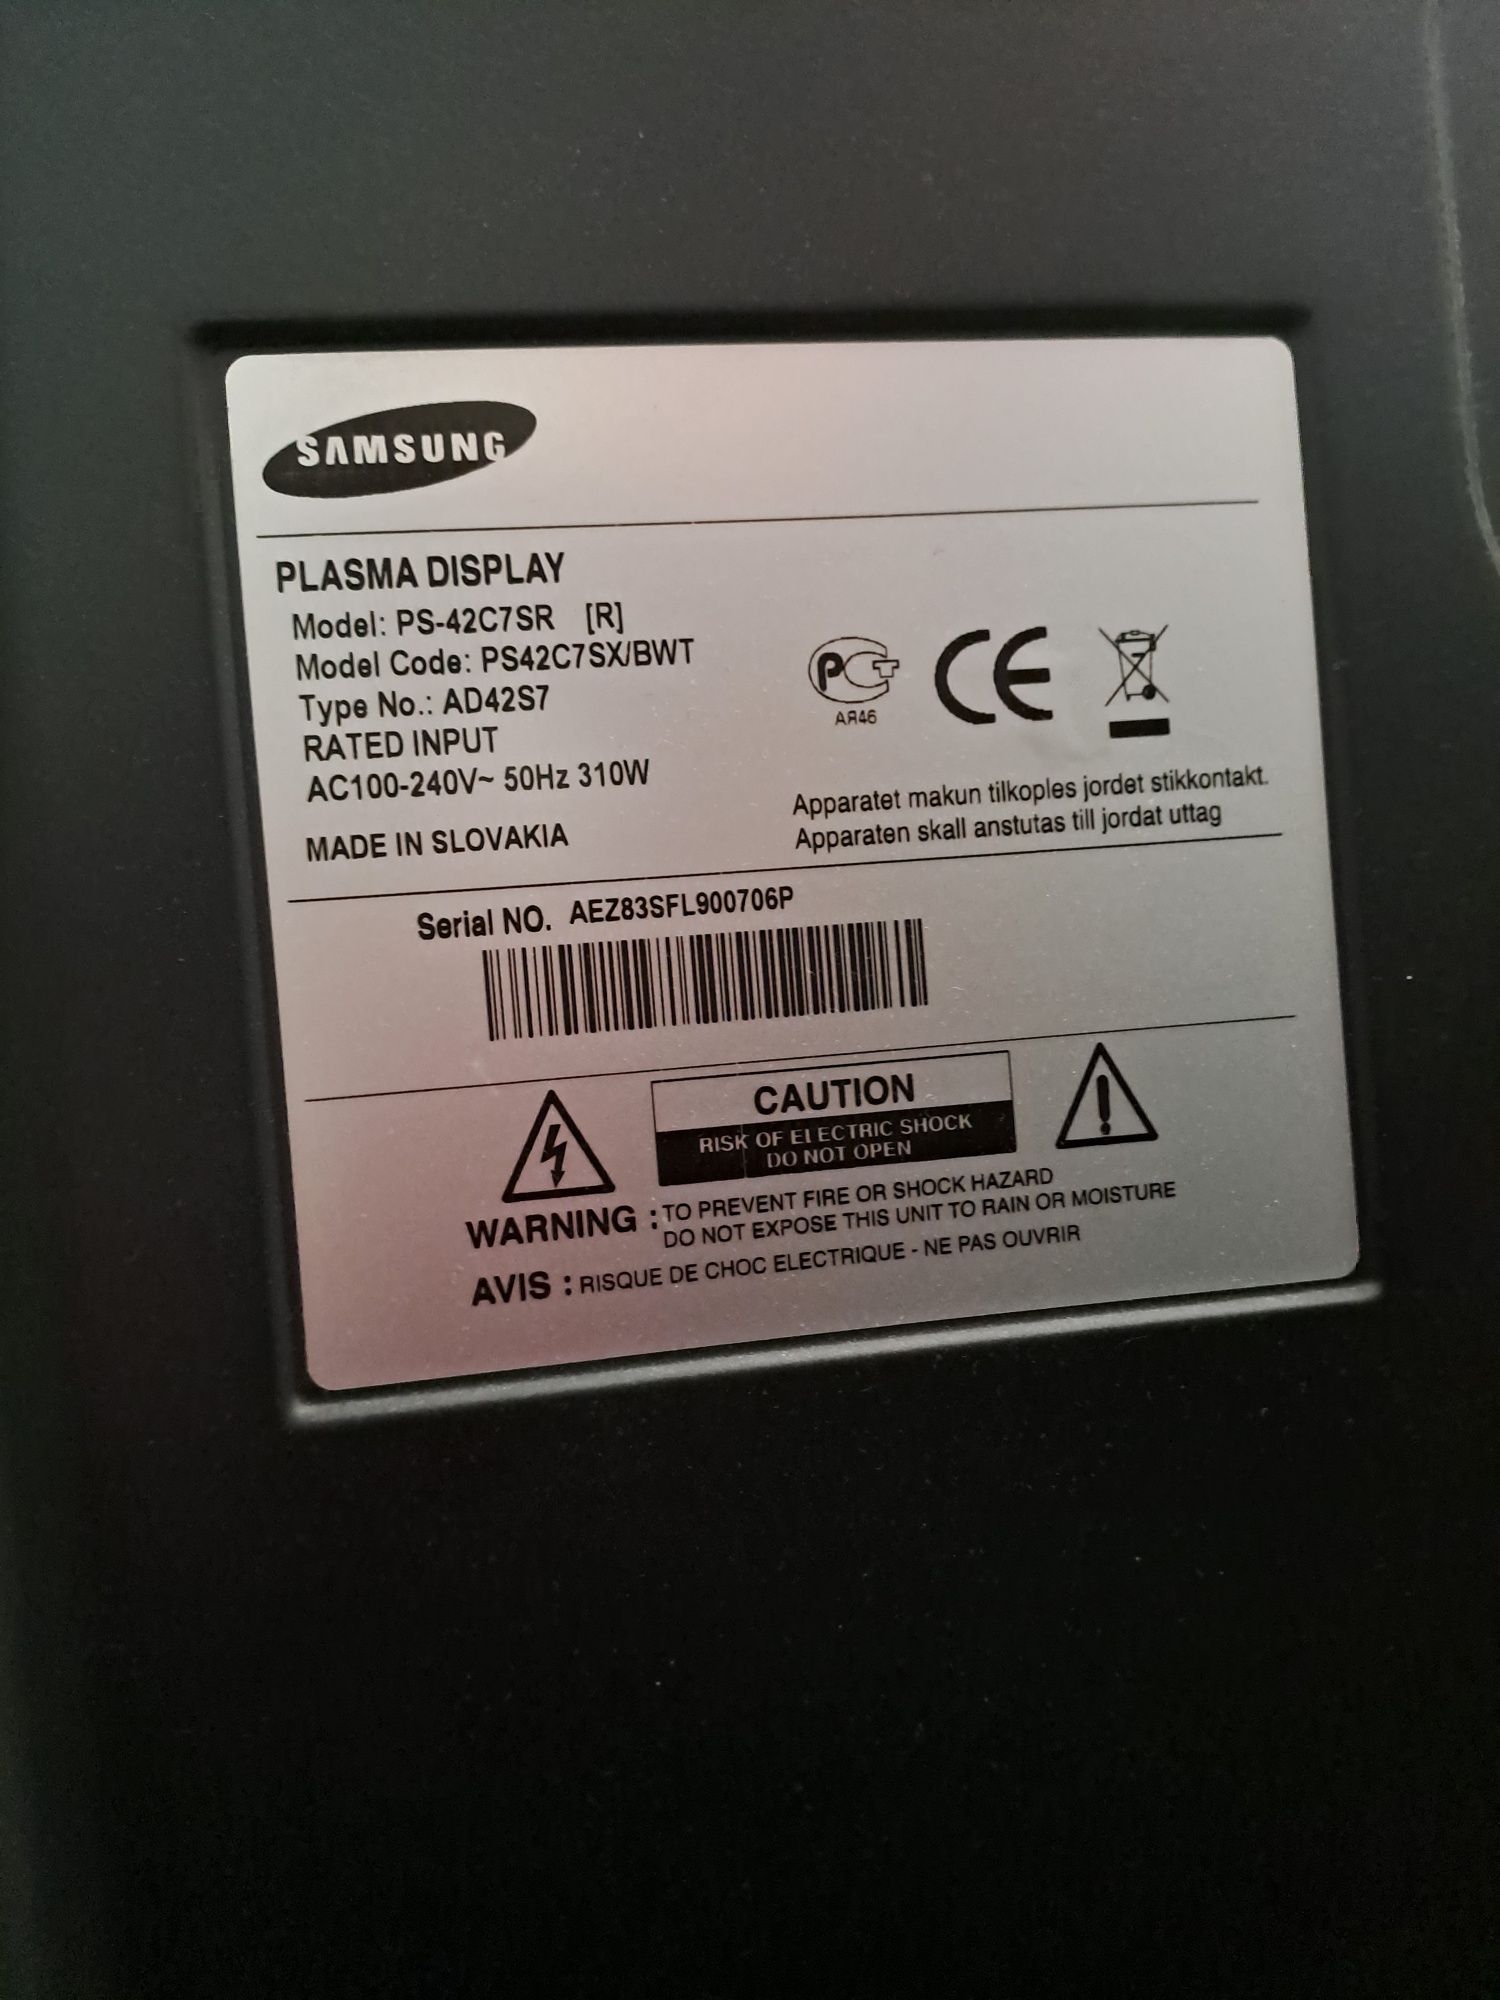 SAMSUNG
PLASMA DISPLAY
Model: PS-42C7SR [R]
Model Code: PS42C7SX/BWT
Type No.: AD42S7
RATED INPUT
AC100-240V~ 50Hz 310W
MADE IN SLOVAKIA
PCT
AЯ46
CE
Apparatet makun tilkoples jordet stikkontakt.
Apparaten skall anstutas till jordat uttag
Serial NO. AEZ83SFL900706P
CAUTION
RISK OF ELECTRIC SHOCK
DO NOT OPEN
WARNING : TO PREVENT FIRE OR SHOCK HAZARD
DO NOT EXPOSE THIS UNIT TO RAIN OR MOISTURE
AVIS : RISQUE DE CHOC ELECTRIQUE - NE PAS OUVRIR